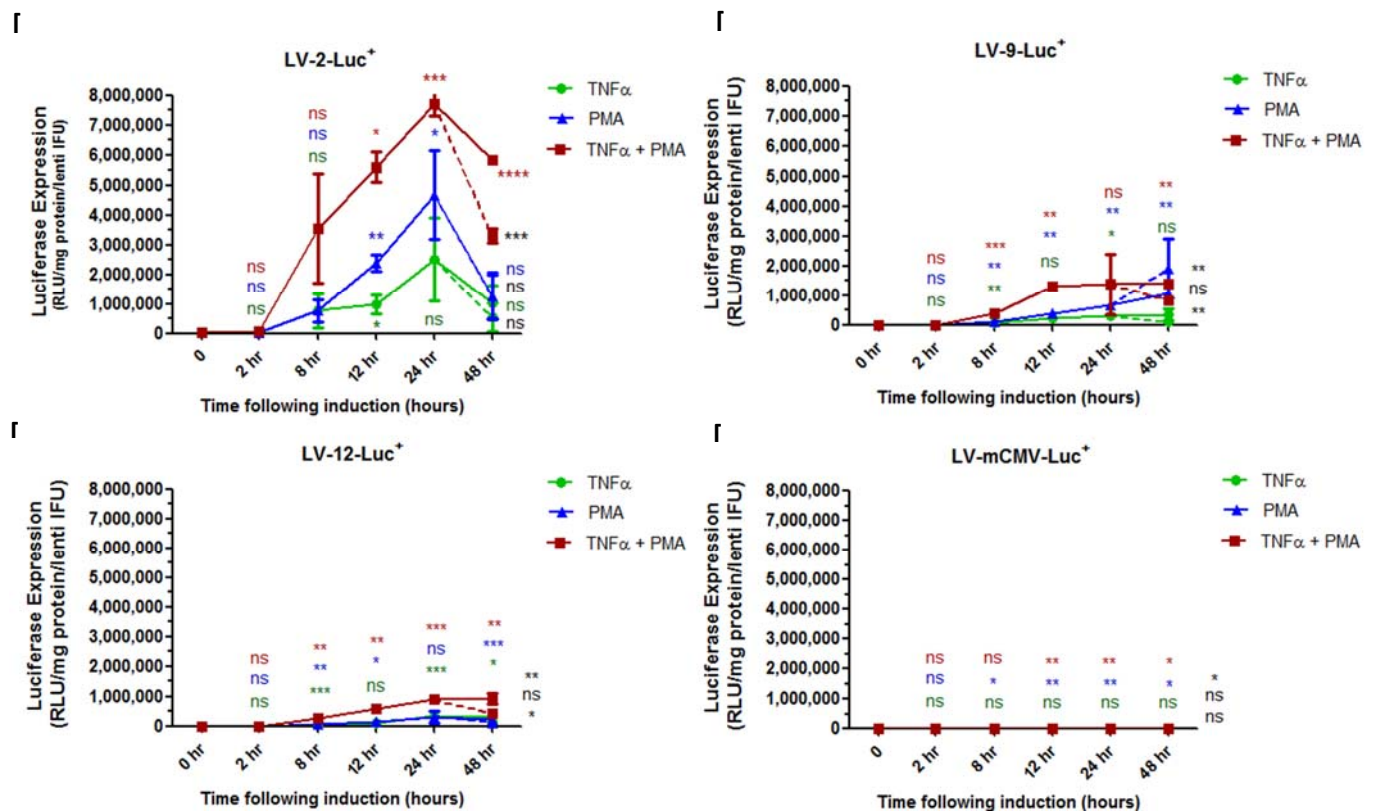 LV-2-Luc+
8,000,000
7,000,000
6,000,000
5,000,000
4,000,000
3,000,000
2,000,000
1,000,000
0
Luciferase Expression
(RLU/mg protein/lenti IFU)
ns
ns
ns
ns
ns
ns
*
**
*
***
*
ns
****
***
ns
ns
ns
ns
0
2 hr
8 hr
12 hr
24 hr
48 hr
Time following induction (hours)
TNFα
PMA
TNFα + PMA
LV-9-Luc+
8,000,000
7,000,000
6,000,000
5,000,000
4,000,000
3,000,000
2,000,000
1,000,000
0
Luciferase Expression
(RLU/mg protein/lenti IFU)
ns
ns
ns
***
**
**
**
**
ns
ns
**
*
**
**
ns
**
ns
**
0 hr
2 hr
8 hr
12 hr
24 hr
48 hr
Time following induction (hours)
TNFα
PMA
TNFα + PMA
LV-12-Luc+
8,000,000
7,000,000
6,000,000
5,000,000
4,000,000
3,000,000
2,000,000
1,000,000
0
Luciferase Expression
(RLU/mg protein/lenti IFU)
ns
ns
ns
**
**
***
**
*
ns
***
ns
***
**
***
*
**
ns
*
0 hr
2 hr
8 hr
12 hr
24 hr
48 hr
Time following induction (hours)
TNFα
PMA
TNFα + PMA
LV-mCMV-Luc+
8,000,000
7,000,000
6,000,000
5,000,000
4,000,000
3,000,000
2,000,000
1,000,000
0
Luciferase Expression
(RLU/mg protein/lenti IFU)
ns
ns
ns
ns
*
ns
**
**
ns
**
**
ns
*
*
ns
*
ns
ns
0
2 hr
8 hr
12 hr
24 hr
48 hr
Time following induction (hours)
TNFα
PMA
TNFα + PMA